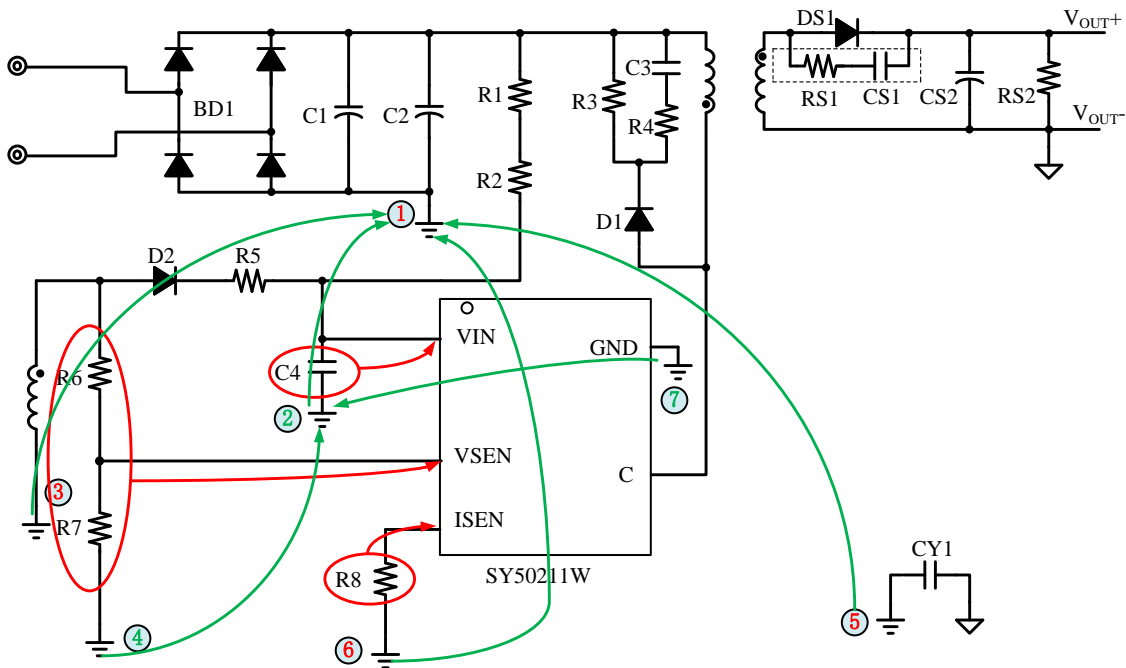 DS1
VOUT+
C3
R1
R3
RS1
CS1
BD1
C1
C2
CS2
RS2
R4
VOUT-
R2
1
D1
D2
R5
VIN
GND
R6
C4
2
7
VSEN
C
3
ISEN
R7
CY1
R8
SY50211W
5
4
6